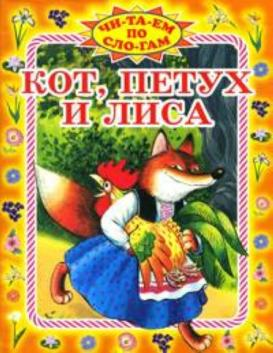 ЧИ-ТА-ЕМ
ПО
СЛО-ГАМ
КОТ, ПЕТУХ
И ЛИСА